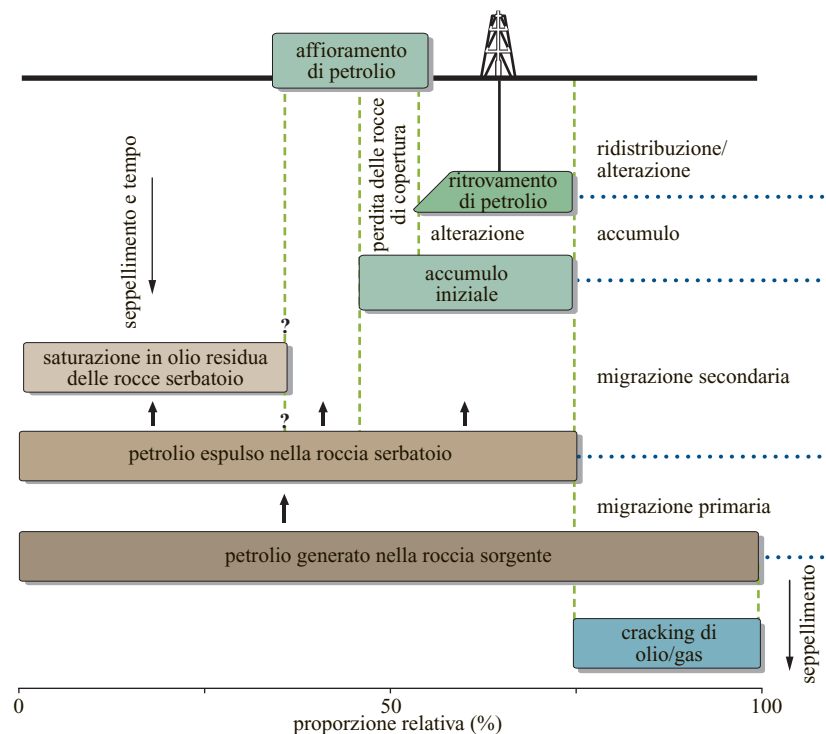 affioramento
di petrolio
seppellimento e tempo
perdita delle rocce
di copertura
ridistribuzione/
alterazione
ritrovamento
di petrolio
alterazione
accumulo
accumulo
iniziale
?
saturazione in olio residua
delle rocce serbatoio
migrazione secondaria
?
petrolio espulso nella roccia serbatoio
migrazione primaria
petrolio generato nella roccia sorgente
seppellimento
cracking di
olio/gas
0
50
100
proporzione relativa (%)